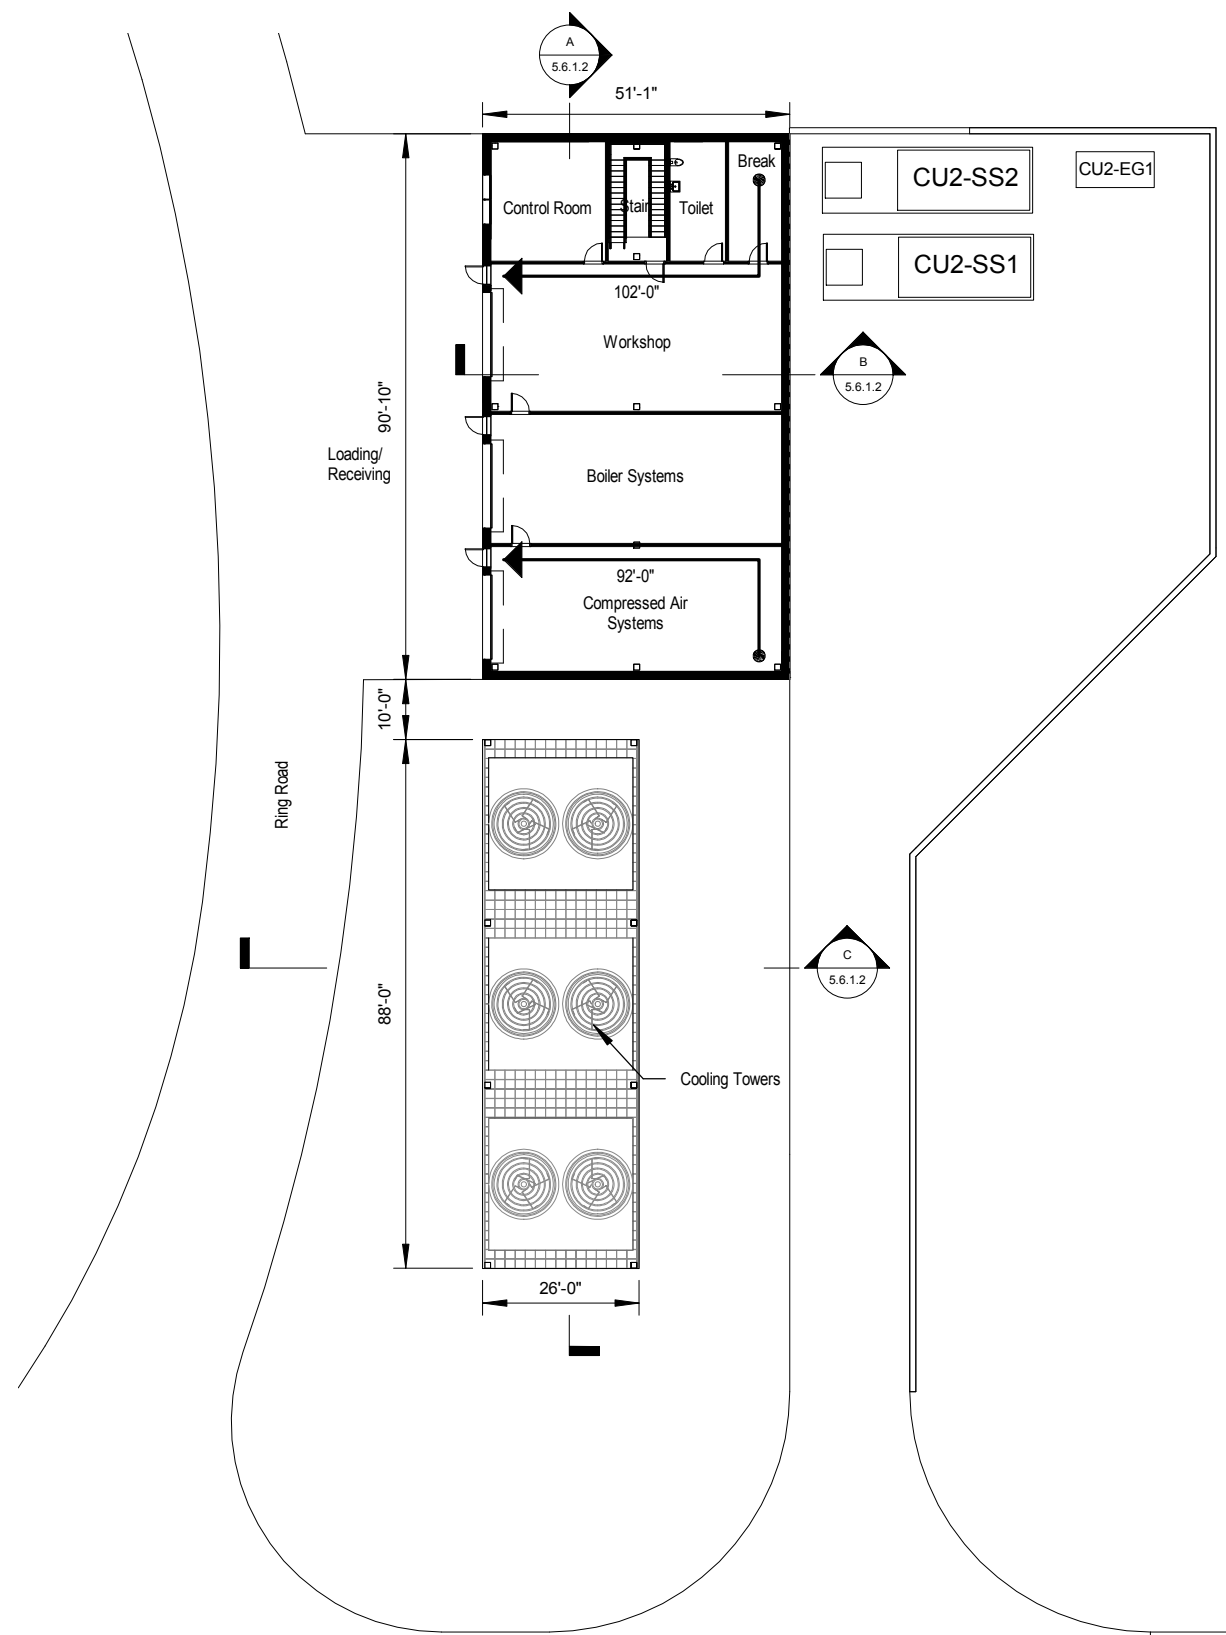 A
5.6.1.2
51'-1"
Break
CU2-SS2
CU2-EG1
Control Room
Stair
Toilet
CU2-SS1
102'-0"
Workshop
B
5.6.1.2
90'-10"
Loading/
Receiving
Boiler Systems
92'-0"
Compressed Air
Systems
10'-0"
Ring Road
C
5.6.1.2
88'-0"
Cooling Towers
26'-0"